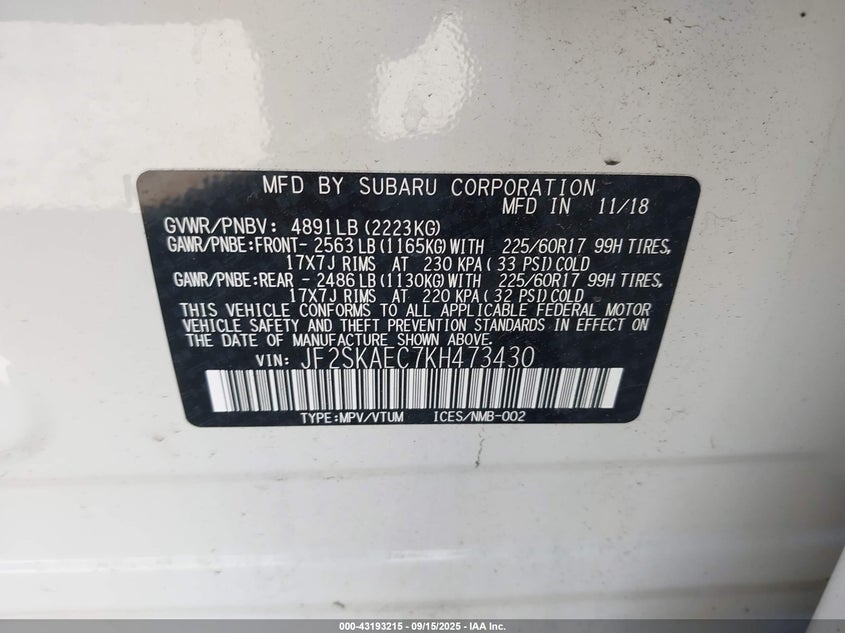 MFD BY SUBARU CORPORATION
MFD IN 11/18
GVWR/PNBV: 4891LB (2223KG)
GAWR/PNBE:FRONT- 2563 LB (1165KG) WITH 225/60R17 99H TIRES,
17X7J RIMS AT 230 KPA ( 33 PSI) COLD
GAWR/PNBE:REAR - 2486 LB (1130KG) WITH 225/60R17 99H TIRES,
17X7J RIMS AT 220 KPA ( 32 PSI) COLD
THIS VEHICLE CONFORMS TO ALL APPLICABLE FEDERAL MOTOR
VEHICLE SAFETY AND THEFT PREVENTION STANDARDS IN EFFECT ON
THE DATE OF MANUFACTURE SHOWN ABOVE.
VIN: JF2SKAEC7KH473430
TYPE:MPV/VTUM ICES/NMB-002
000-43193215 - 09/15/2025 - IAA Inc.